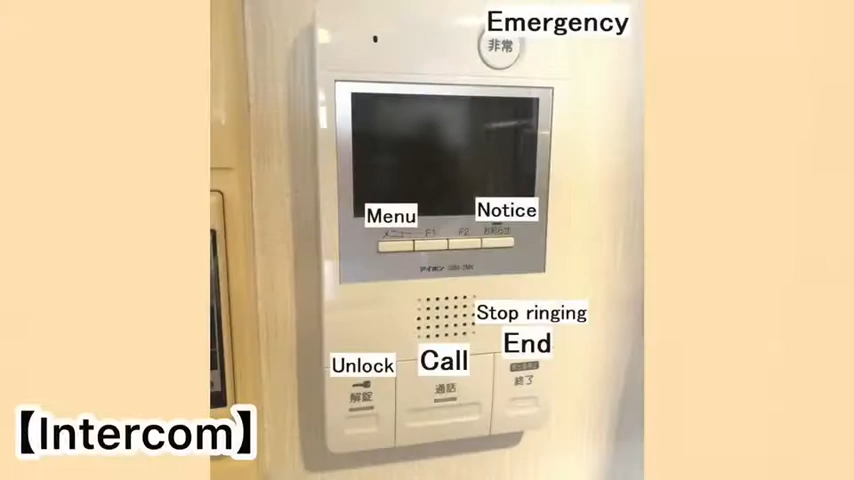 Emergency
非常
Menu
Notice
メニュー F1 F2 お知らせ
アイホン
Stop ringing
End
Unlock
Call
解錠
通話
終了
【Intercom】